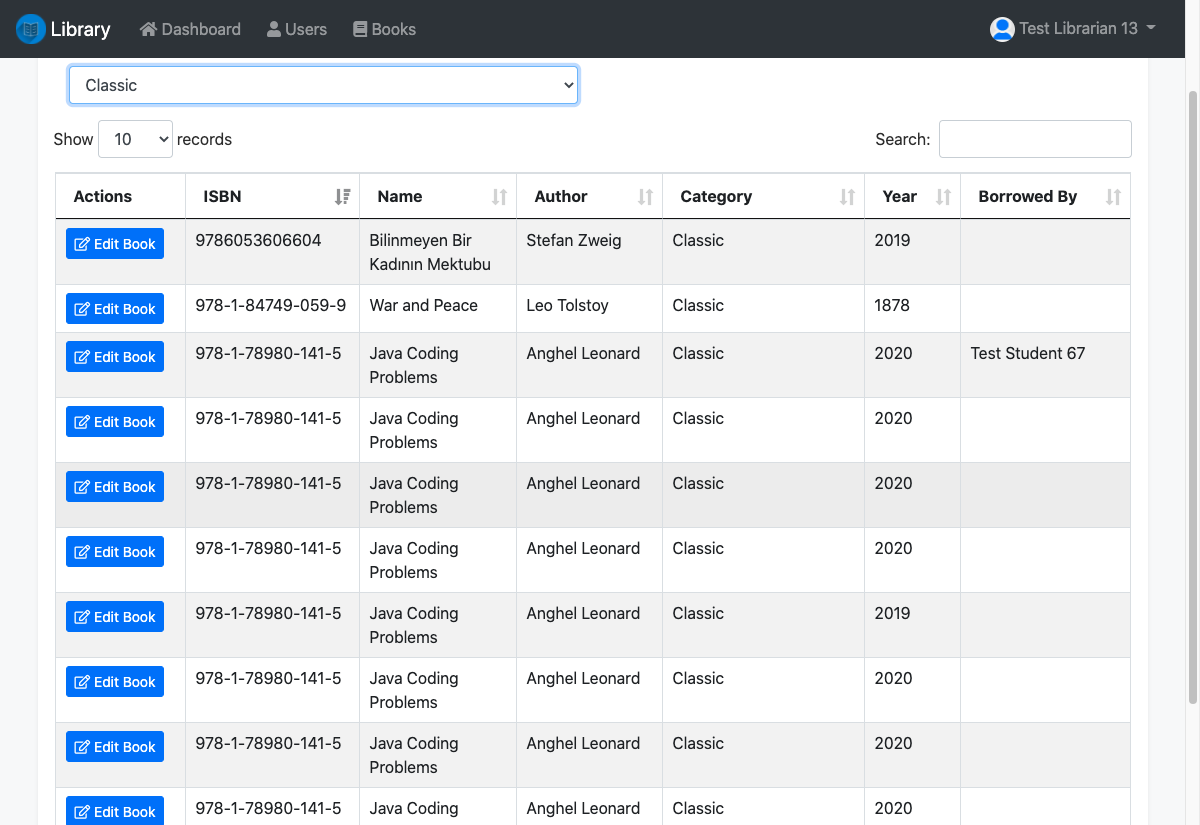 Library Dashboard Users Books Test Librarian 13
Classic
Show 10 records Search:
Actions ISBN Name Author Category Year Borrowed By
Edit Book 9786053606604 Bilinmeyen Bir Stefan Zweig Classic 2019
Kadının Mektubu
Edit Book 978-1-84749-059-9 War and Peace Leo Tolstoy Classic 1878
Edit Book 978-1-78980-141-5 Java Coding Anghel Leonard Classic 2020 Test Student 67
Problems
Edit Book 978-1-78980-141-5 Java Coding Anghel Leonard Classic 2020
Problems
Edit Book 978-1-78980-141-5 Java Coding Anghel Leonard Classic 2020
Problems
Edit Book 978-1-78980-141-5 Java Coding Anghel Leonard Classic 2020
Problems
Edit Book 978-1-78980-141-5 Java Coding Anghel Leonard Classic 2019
Problems
Edit Book 978-1-78980-141-5 Java Coding Anghel Leonard Classic 2020
Problems
Edit Book 978-1-78980-141-5 Java Coding Anghel Leonard Classic 2020
Problems
Edit Book 978-1-78980-141-5 Java Coding Anghel Leonard Classic 2020